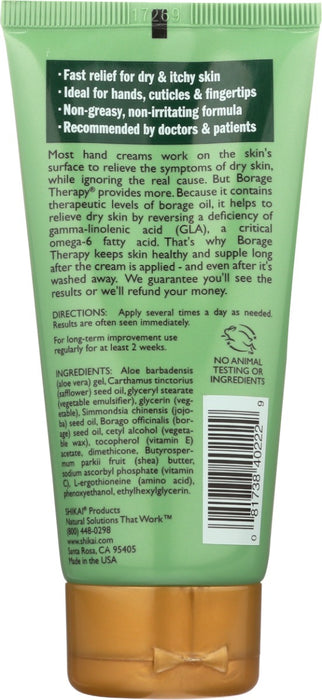 17269
• Fast relief for dry & itchy skin
• Ideal for hands, cuticles & fingertips
• Non-greasy, non-irritating formula
• Recommended by doctors & patients
Most hand creams work on the skin's
surface to relieve the symptoms of dry skin,
while ignoring the real cause. But Borage
Therapy® provides more. Because it contains
therapeutic levels of borage oil, it helps to
relieve dry skin by reversing a deficiency of
gamma-linolenic acid (GLA), a critical
omega-6 fatty acid. That's why Borage
Therapy keeps skin healthy and supple long
after the cream is applied - and even after it's
washed away. We guarantee you'll see the
results or we'll refund your money.
DIRECTIONS: Apply several times a day as needed.
Results are often seen immediately.
For long-term improvement use
regularly for at least 2 weeks.
NO ANIMAL
TESTING OR
INGREDIENTS
INGREDIENTS: Aloe barbadensis
(aloe vera) gel, Carthamus tinctorius
(safflower) seed oil, glyceryl stearate
(vegetable emulsifier), glycerin (veg-
etable), Simmondsia chinensis (jojo-
ba) seed oil, Borago officinalis (bor-
age) seed oil, cetyl alcohol (vegeta-
ble wax), tocopherol (vitamin E)
acetate, dimethicone, Butyrosper-
mum parkii fruit (shea) butter,
sodium ascorbyl phosphate (vitamin
C), L-ergothioneine (amino acid),
phenoxyethanol, ethylhexylglycerin.
SHIKAI® Products
Natural Solutions That Work™
(800) 448-0298
www.shikai.com
Santa Rosa, CA 95405
Made in the USA
0 81738 40222 9